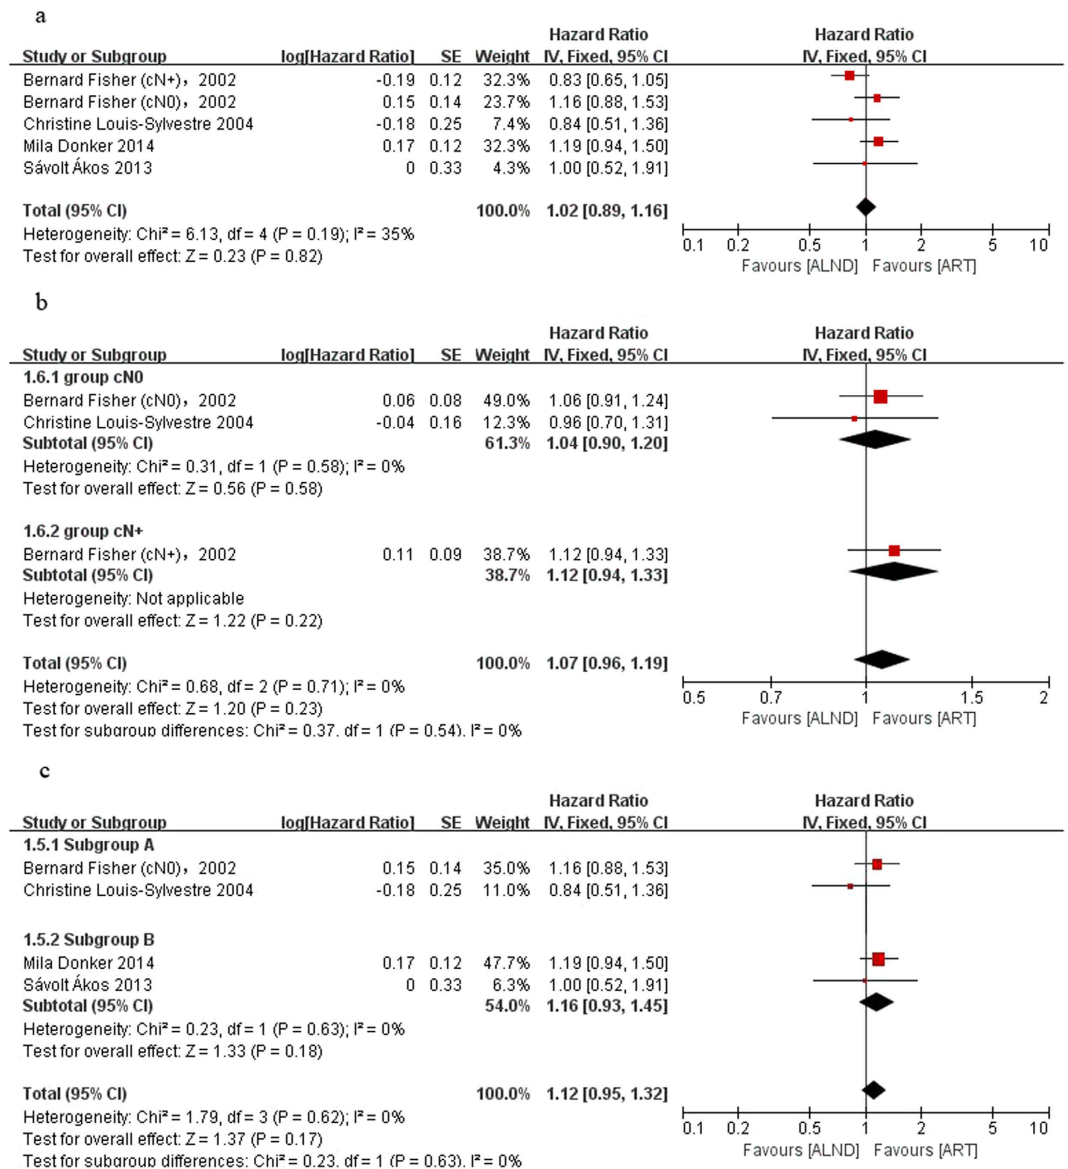 a
Hazard Ratio Hazard Ratio
Study or Subgroup log[Hazard Ratio] SE Weight IV, Fixed, 95% CI IV, Fixed, 95% CI
Bernard Fisher (cN+)，2002 -0.19 0.12 32.3% 0.83 [0.65, 1.05]
Bernard Fisher (cN0)，2002 0.15 0.14 23.7% 1.16 [0.88, 1.53]
Christine Louis-Sylvestre 2004 -0.18 0.25 7.4% 0.84 [0.51, 1.36]
Mila Donker 2014 0.17 0.12 32.3% 1.19 [0.94, 1.50]
Sávolt Ákos 2013 0 0.33 4.3% 1.00 [0.52, 1.91]
Total (95% CI) 100.0% 1.02 [0.89, 1.16]
Heterogeneity: Chi² = 6.13, df = 4 (P = 0.19); I² = 35%
Test for overall effect: Z = 0.23 (P = 0.82)
0.1 0.2 0.5 1 2 5 10
Favours [ALND] Favours [ART]
b
Hazard Ratio Hazard Ratio
Study or Subgroup log[Hazard Ratio] SE Weight IV, Fixed, 95% CI IV, Fixed, 95% CI
1.6.1 group cN0
Bernard Fisher (cN0)，2002 0.06 0.08 49.0% 1.06 [0.91, 1.24]
Christine Louis-Sylvestre 2004 -0.04 0.16 12.3% 0.96 [0.70, 1.31]
Subtotal (95% CI) 61.3% 1.04 [0.90, 1.20]
Heterogeneity: Chi² = 0.31, df = 1 (P = 0.58); I² = 0%
Test for overall effect: Z = 0.56 (P = 0.58)
1.6.2 group cN+
Bernard Fisher (cN+)，2002 0.11 0.09 38.7% 1.12 [0.94, 1.33]
Subtotal (95% CI) 38.7% 1.12 [0.94, 1.33]
Heterogeneity: Not applicable
Test for overall effect: Z = 1.22 (P = 0.22)
Total (95% CI) 100.0% 1.07 [0.96, 1.19]
Heterogeneity: Chi² = 0.68, df = 2 (P = 0.71); I² = 0%
Test for overall effect: Z = 1.20 (P = 0.23)
Test for subgroup differences: Chi² = 0.37, df = 1 (P = 0.54), I² = 0%
0.5 0.7 1 1.5 2
Favours [ALND] Favours [ART]
c
Hazard Ratio Hazard Ratio
Study or Subgroup log[Hazard Ratio] SE Weight IV, Fixed, 95% CI IV, Fixed, 95% CI
1.5.1 Subgroup A
Bernard Fisher (cN0)，2002 0.15 0.14 35.0% 1.16 [0.88, 1.53]
Christine Louis-Sylvestre 2004 -0.18 0.25 11.0% 0.84 [0.51, 1.36]
1.5.2 Subgroup B
Mila Donker 2014 0.17 0.12 47.7% 1.19 [0.94, 1.50]
Sávolt Ákos 2013 0 0.33 6.3% 1.00 [0.52, 1.91]
Subtotal (95% CI) 54.0% 1.16 [0.93, 1.45]
Heterogeneity: Chi² = 0.23, df = 1 (P = 0.63); I² = 0%
Test for overall effect: Z = 1.33 (P = 0.18)
Total (95% CI) 100.0% 1.12 [0.95, 1.32]
Heterogeneity: Chi² = 1.79, df = 3 (P = 0.62); I² = 0%
Test for overall effect: Z = 1.37 (P = 0.17)
Test for subgroup differences: Chi² = 0.23, df = 1 (P = 0.63), I² = 0%
0.1 0.2 0.5 1 2 5 10
Favours [ALND] Favours [ART]